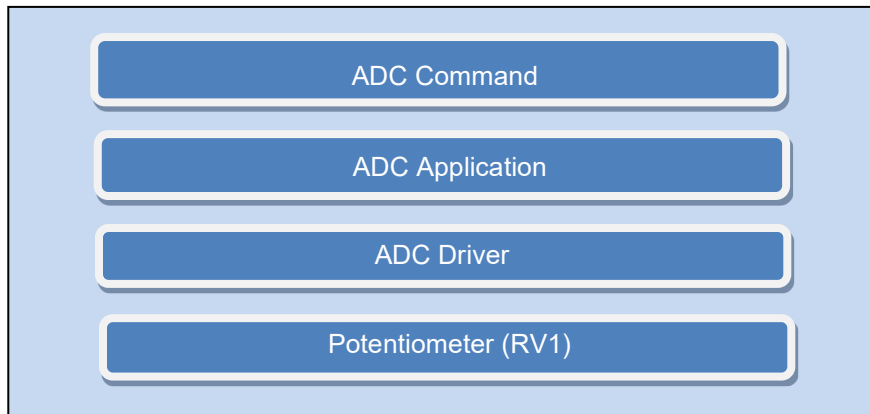 ADC Command
ADC Application
ADC Driver
Potentiometer (RV1)